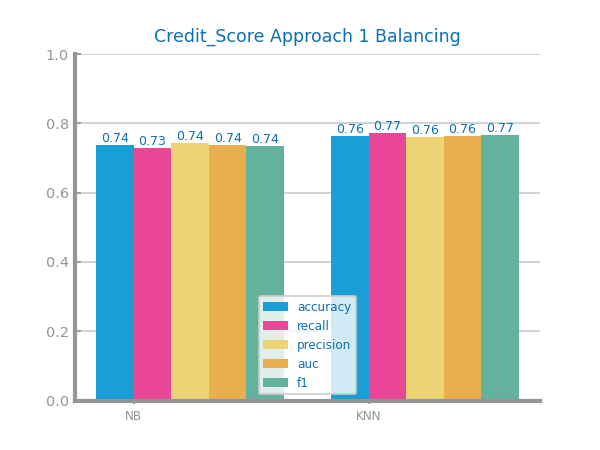 Credit_Score Approach 1 Balancing
1.0
0.8
0.6
0.4
0.2
0.0
0.74 0.73 0.74 0.74 0.74
0.76 0.77 0.76 0.76 0.77
accuracy
recall
precision
auc
f1
NB KNN